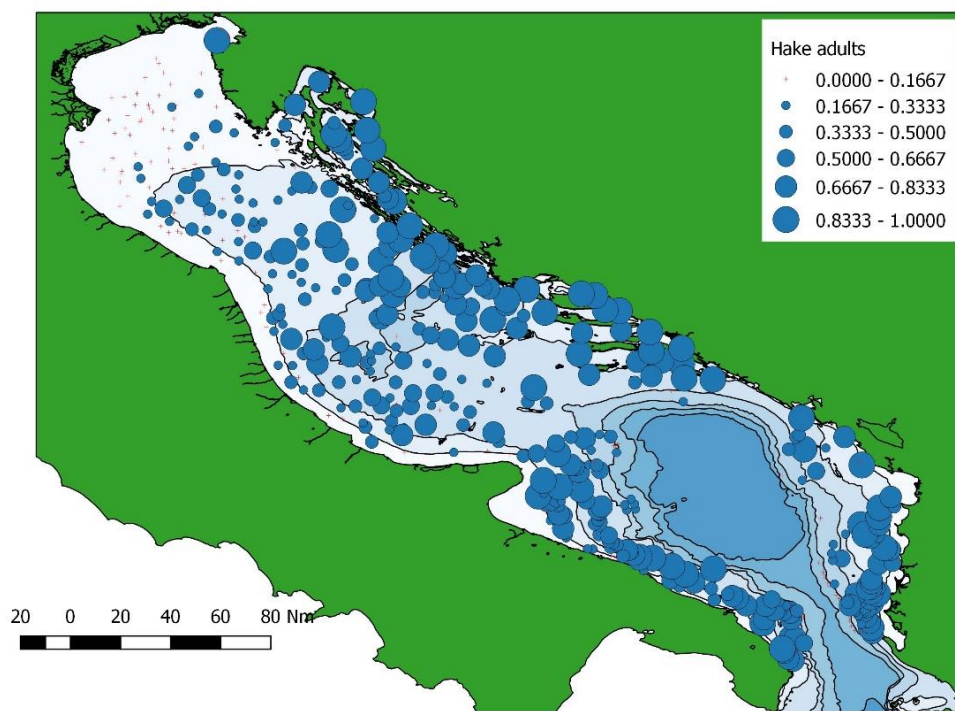 Hake adults
0.0000 - 0.1667
0.1667 - 0.3333
0.3333 - 0.5000
0.5000 - 0.6667
0.6667 - 0.8333
0.8333 - 1.0000
20 0 20 40 60 80 Nm